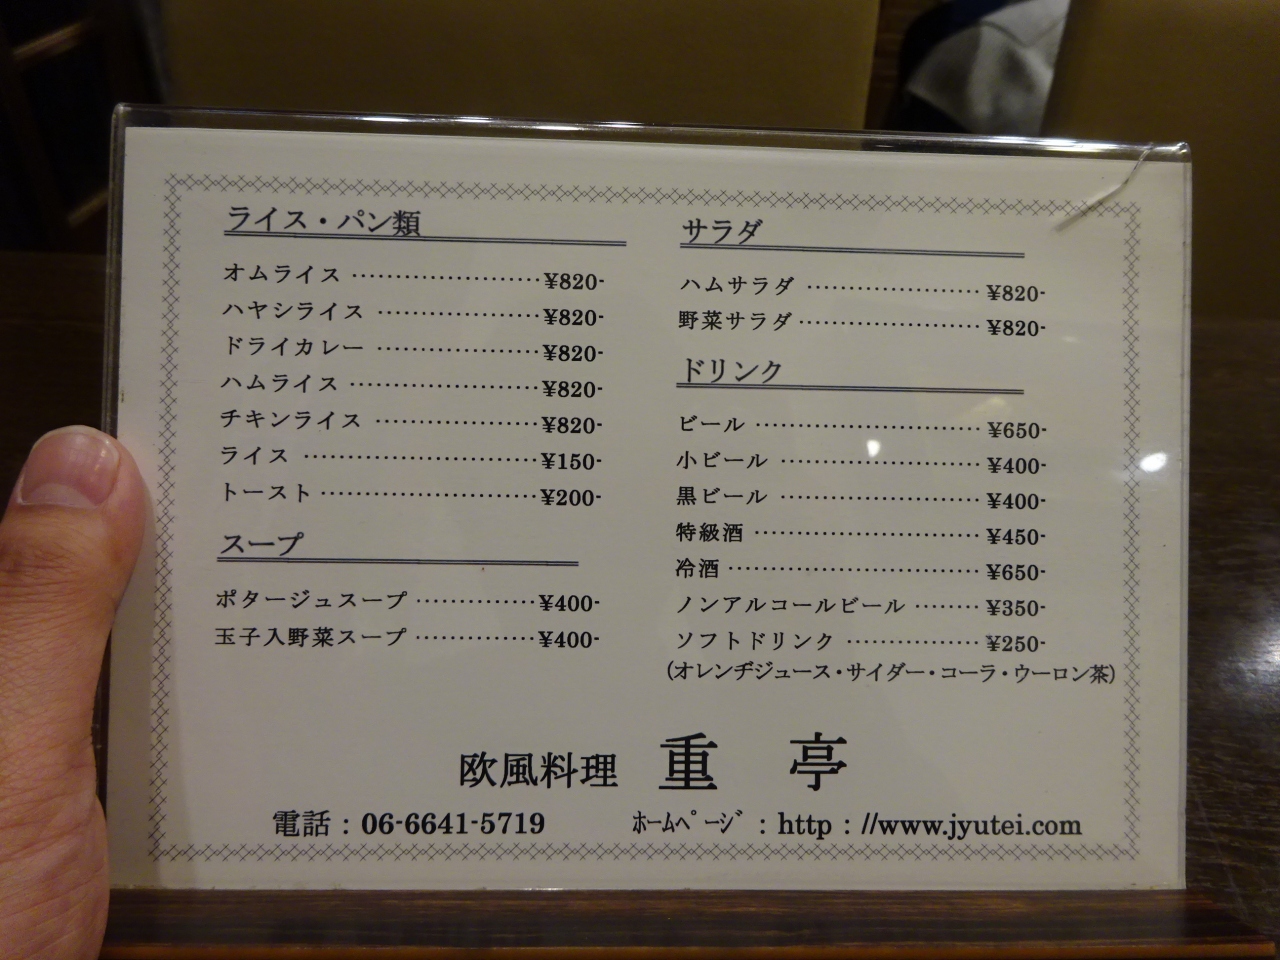 ライス・パン類
オムライス ‥‥‥‥‥‥‥‥‥‥ ¥820-
ハヤシライス ‥‥‥‥‥‥‥‥‥ ¥820-
ドライカレー ‥‥‥‥‥‥‥‥‥ ¥820-
ハムライス ‥‥‥‥‥‥‥‥‥‥ ¥820-
チキンライス ‥‥‥‥‥‥‥‥‥ ¥820-
ライス ‥‥‥‥‥‥‥‥‥‥‥‥ ¥150-
トースト ‥‥‥‥‥‥‥‥‥‥‥ ¥200-
スープ
ポタージュスープ ‥‥‥‥‥‥ ¥400-
玉子入野菜スープ ‥‥‥‥‥‥ ¥400-
サラダ
ハムサラダ ‥‥‥‥‥‥‥‥‥ ¥820-
野菜サラダ ‥‥‥‥‥‥‥‥‥ ¥820-
ドリンク
ビール ‥‥‥‥‥‥‥‥‥‥‥ ¥650-
小ビール ‥‥‥‥‥‥‥‥‥‥ ¥400-
黒ビール ‥‥‥‥‥‥‥‥‥‥ ¥400-
特級酒 ‥‥‥‥‥‥‥‥‥‥‥ ¥450-
冷酒 ‥‥‥‥‥‥‥‥‥‥‥‥ ¥650-
ノンアルコールビール ‥‥‥‥ ¥350-
ソフトドリンク ‥‥‥‥‥‥‥ ¥250-
(オレンヂジュース・サイダー・コーラ・ウーロン茶)
欧風料理 重 亭
電話：06-6641-5719 ﾎｰﾑﾍﾟｰｼﾞ：http：//www.jyutei.com